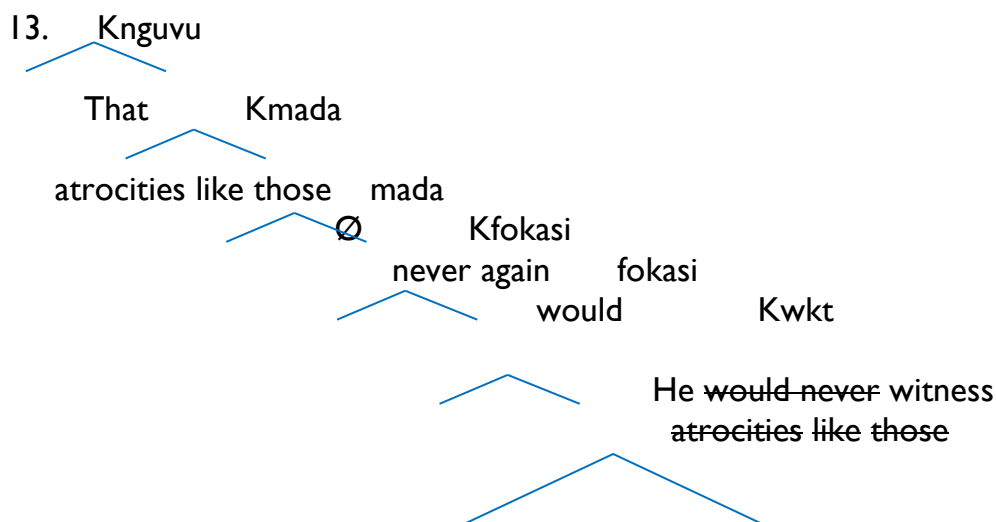 13. Knguvu
That Kmada
atrocities like those mada
Ø Kfokasi
never again fokasi
would Kwkt
He would never witness
atrocities like those